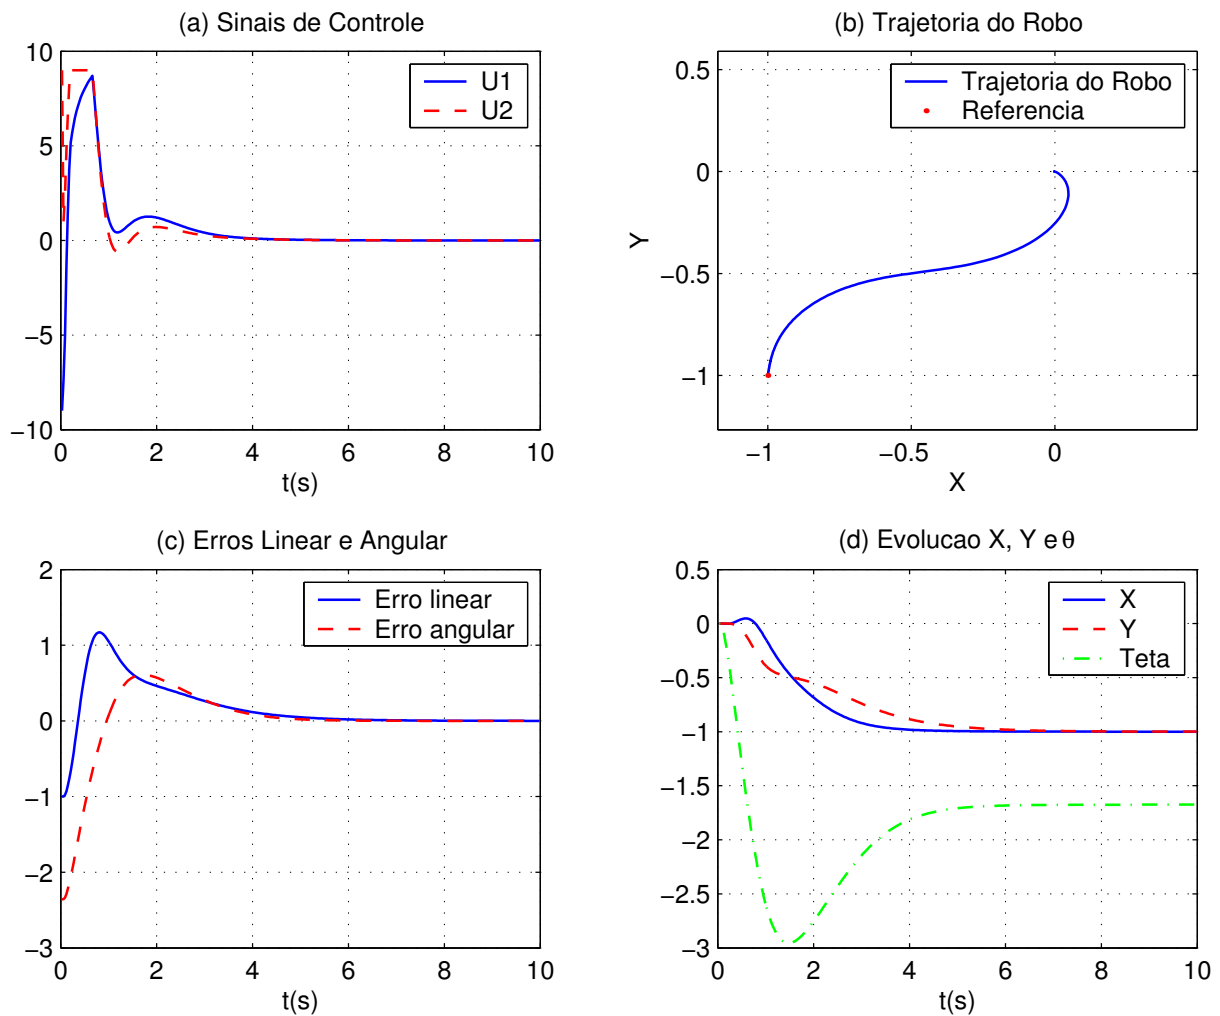 (a) Sinais de Controle
10
5
0
−5
−10
0 2 4 6 8 10
t(s)
U1
U2
(b) Trajetoria do Robo
0.5
0
−0.5
−1
−1 −0.5 0
X
Y
Trajetoria do Robo
Referencia
(c) Erros Linear e Angular
2
1
0
−1
−2
−3
0 2 4 6 8 10
t(s)
Erro linear
Erro angular
(d) Evolucao X, Y e θ
0.5
0
−0.5
−1
−1.5
−2
−2.5
−3
0 2 4 6 8 10
t(s)
X
Y
Teta